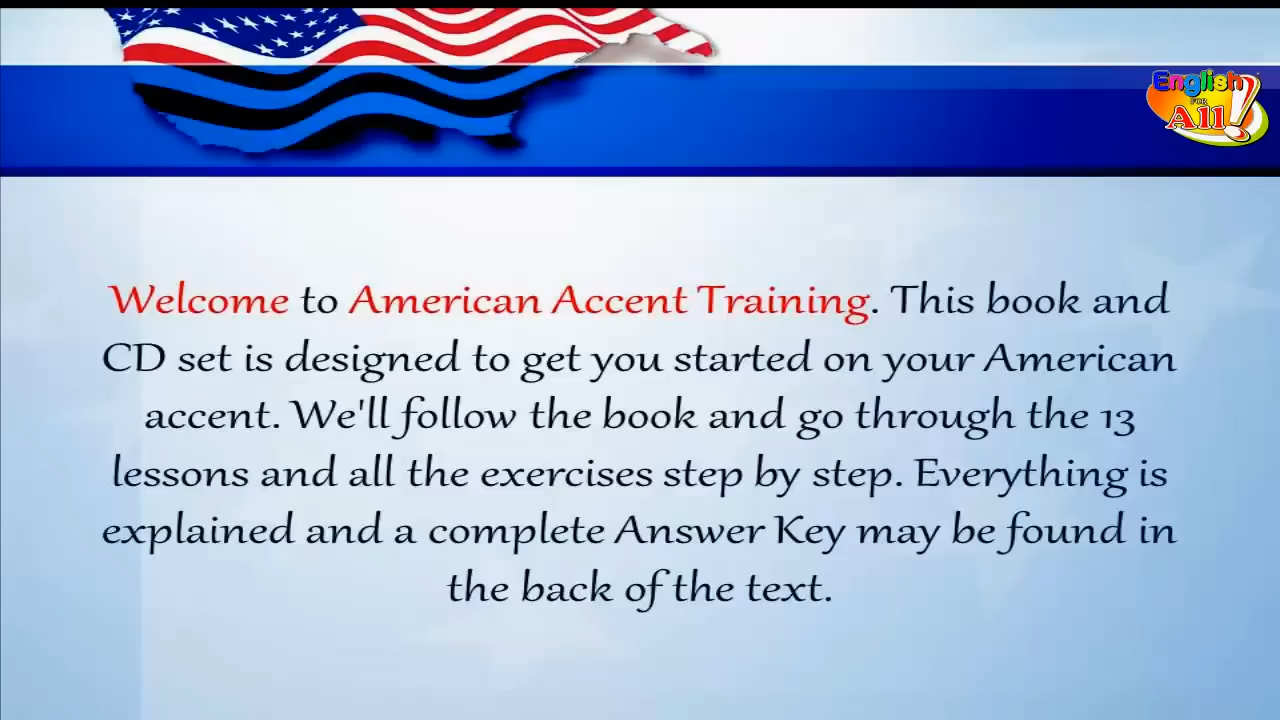 English
FOR
All!
Welcome to American Accent Training. This book and
CD set is designed to get you started on your American
accent. We'll follow the book and go through the 13
lessons and all the exercises step by step. Everything is
explained and a complete Answer Key may be found in
the back of the text.